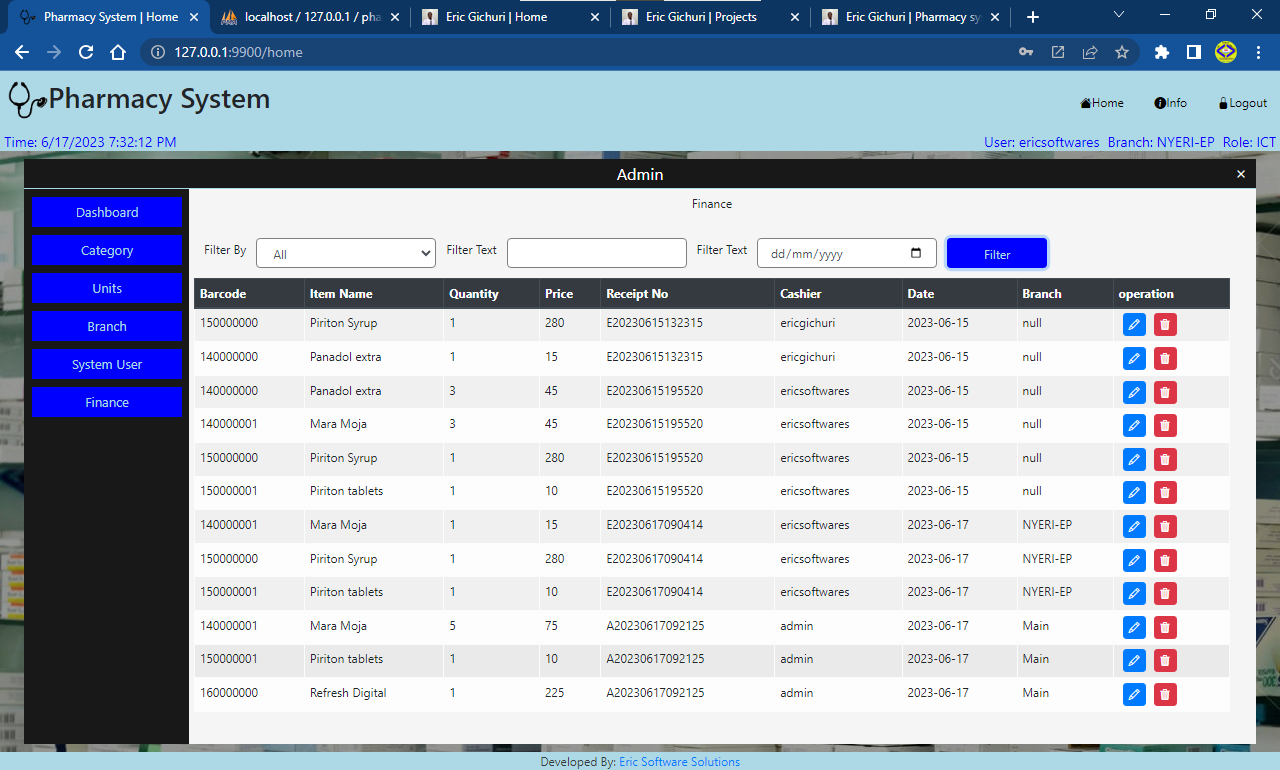 Pharmacy System | Home
localhost / 127.0.0.1 / pha
Eric Gichuri | Home
Eric Gichuri | Projects
Eric Gichuri | Pharmacy sy
127.0.0.1:9900/home
Pharmacy System
Home Info Logout
Time: 6/17/2023 7:32:12 PM
User: ericsoftwares Branch: NYERI-EP Role: ICT
Admin
Dashboard
Category
Units
Branch
System User
Finance
Finance
Filter By All Filter Text Filter Text dd/mm/yyyy Filter
Barcode Item Name Quantity Price Receipt No Cashier Date Branch operation
150000000 Piriton Syrup 1 280 E20230615132315 ericgichuri 2023-06-15 null
140000000 Panadol extra 1 15 E20230615132315 ericgichuri 2023-06-15 null
140000000 Panadol extra 3 45 E20230615195520 ericsoftwares 2023-06-15 null
140000001 Mara Moja 3 45 E20230615195520 ericsoftwares 2023-06-15 null
150000000 Piriton Syrup 1 280 E20230615195520 ericsoftwares 2023-06-15 null
150000001 Piriton tablets 1 10 E20230615195520 ericsoftwares 2023-06-15 null
140000001 Mara Moja 1 15 E20230617090414 ericsoftwares 2023-06-17 NYERI-EP
150000000 Piriton Syrup 1 280 E20230617090414 ericsoftwares 2023-06-17 NYERI-EP
150000001 Piriton tablets 1 10 E20230617090414 ericsoftwares 2023-06-17 NYERI-EP
140000001 Mara Moja 5 75 A20230617092125 admin 2023-06-17 Main
150000001 Piriton tablets 1 10 A20230617092125 admin 2023-06-17 Main
160000000 Refresh Digital 1 225 A20230617092125 admin 2023-06-17 Main
Developed By: Eric Software Solutions